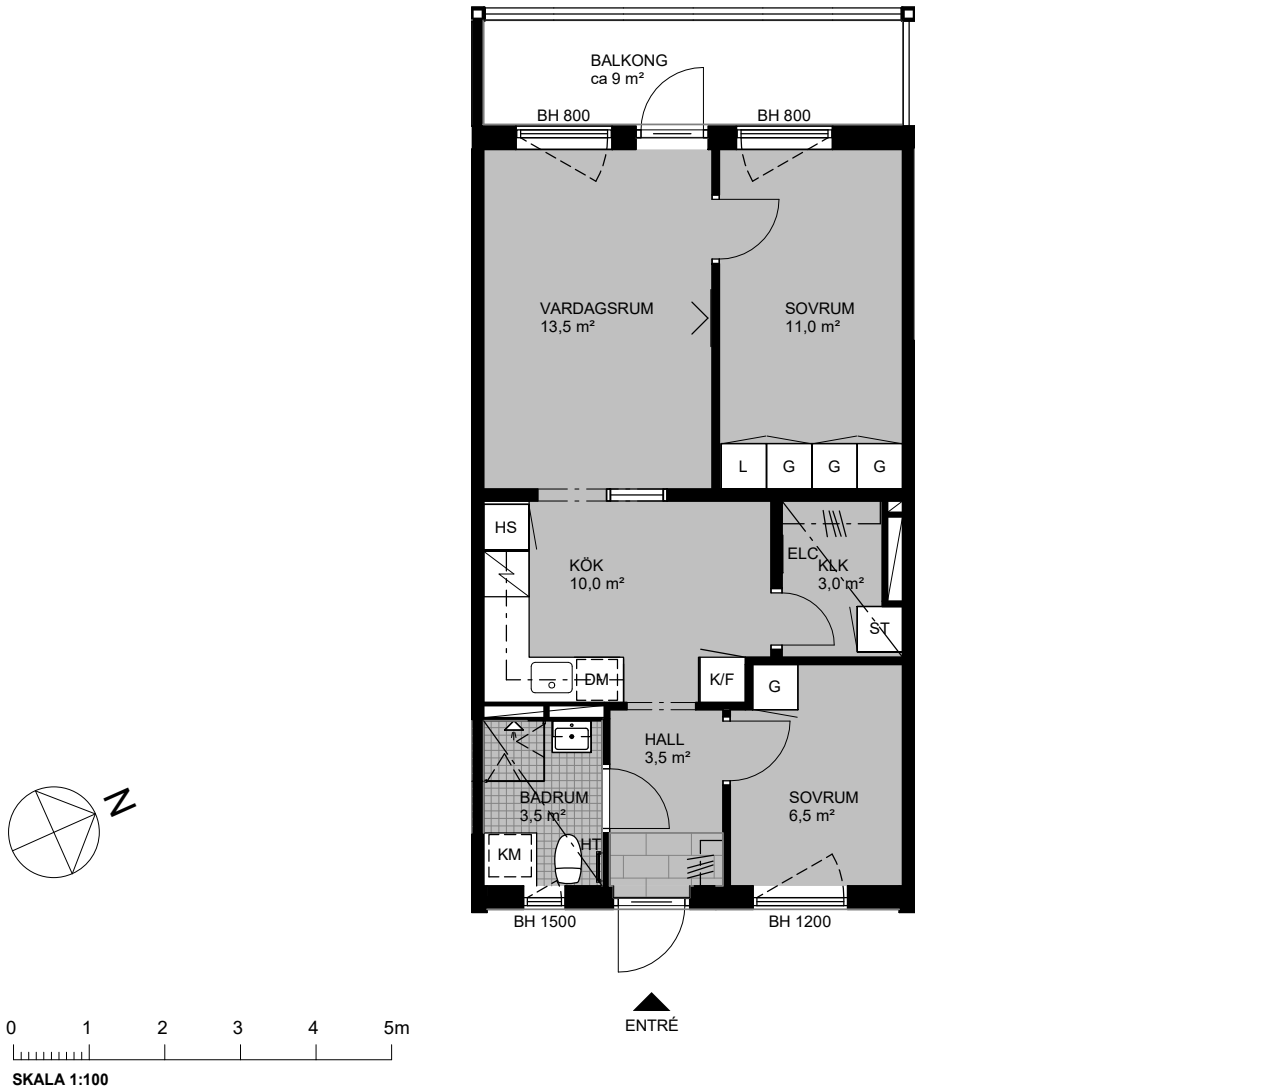 BALKONG
ca 9 m²
BH 800
BH 800
VARDAGSRUM
13,5 m²
SOVRUM
11,0 m²
L
G
G
G
HS
KÖK
10,0 m²
ELC
KLK
3,0 m²
ST
DM
K/F
G
HALL
3,5 m²
BADRUM
3,5 m²
SOVRUM
6,5 m²
HT
KM
N
BH 1500
BH 1200
ENTRÉ
0 1 2 3 4 5m
SKALA 1:100